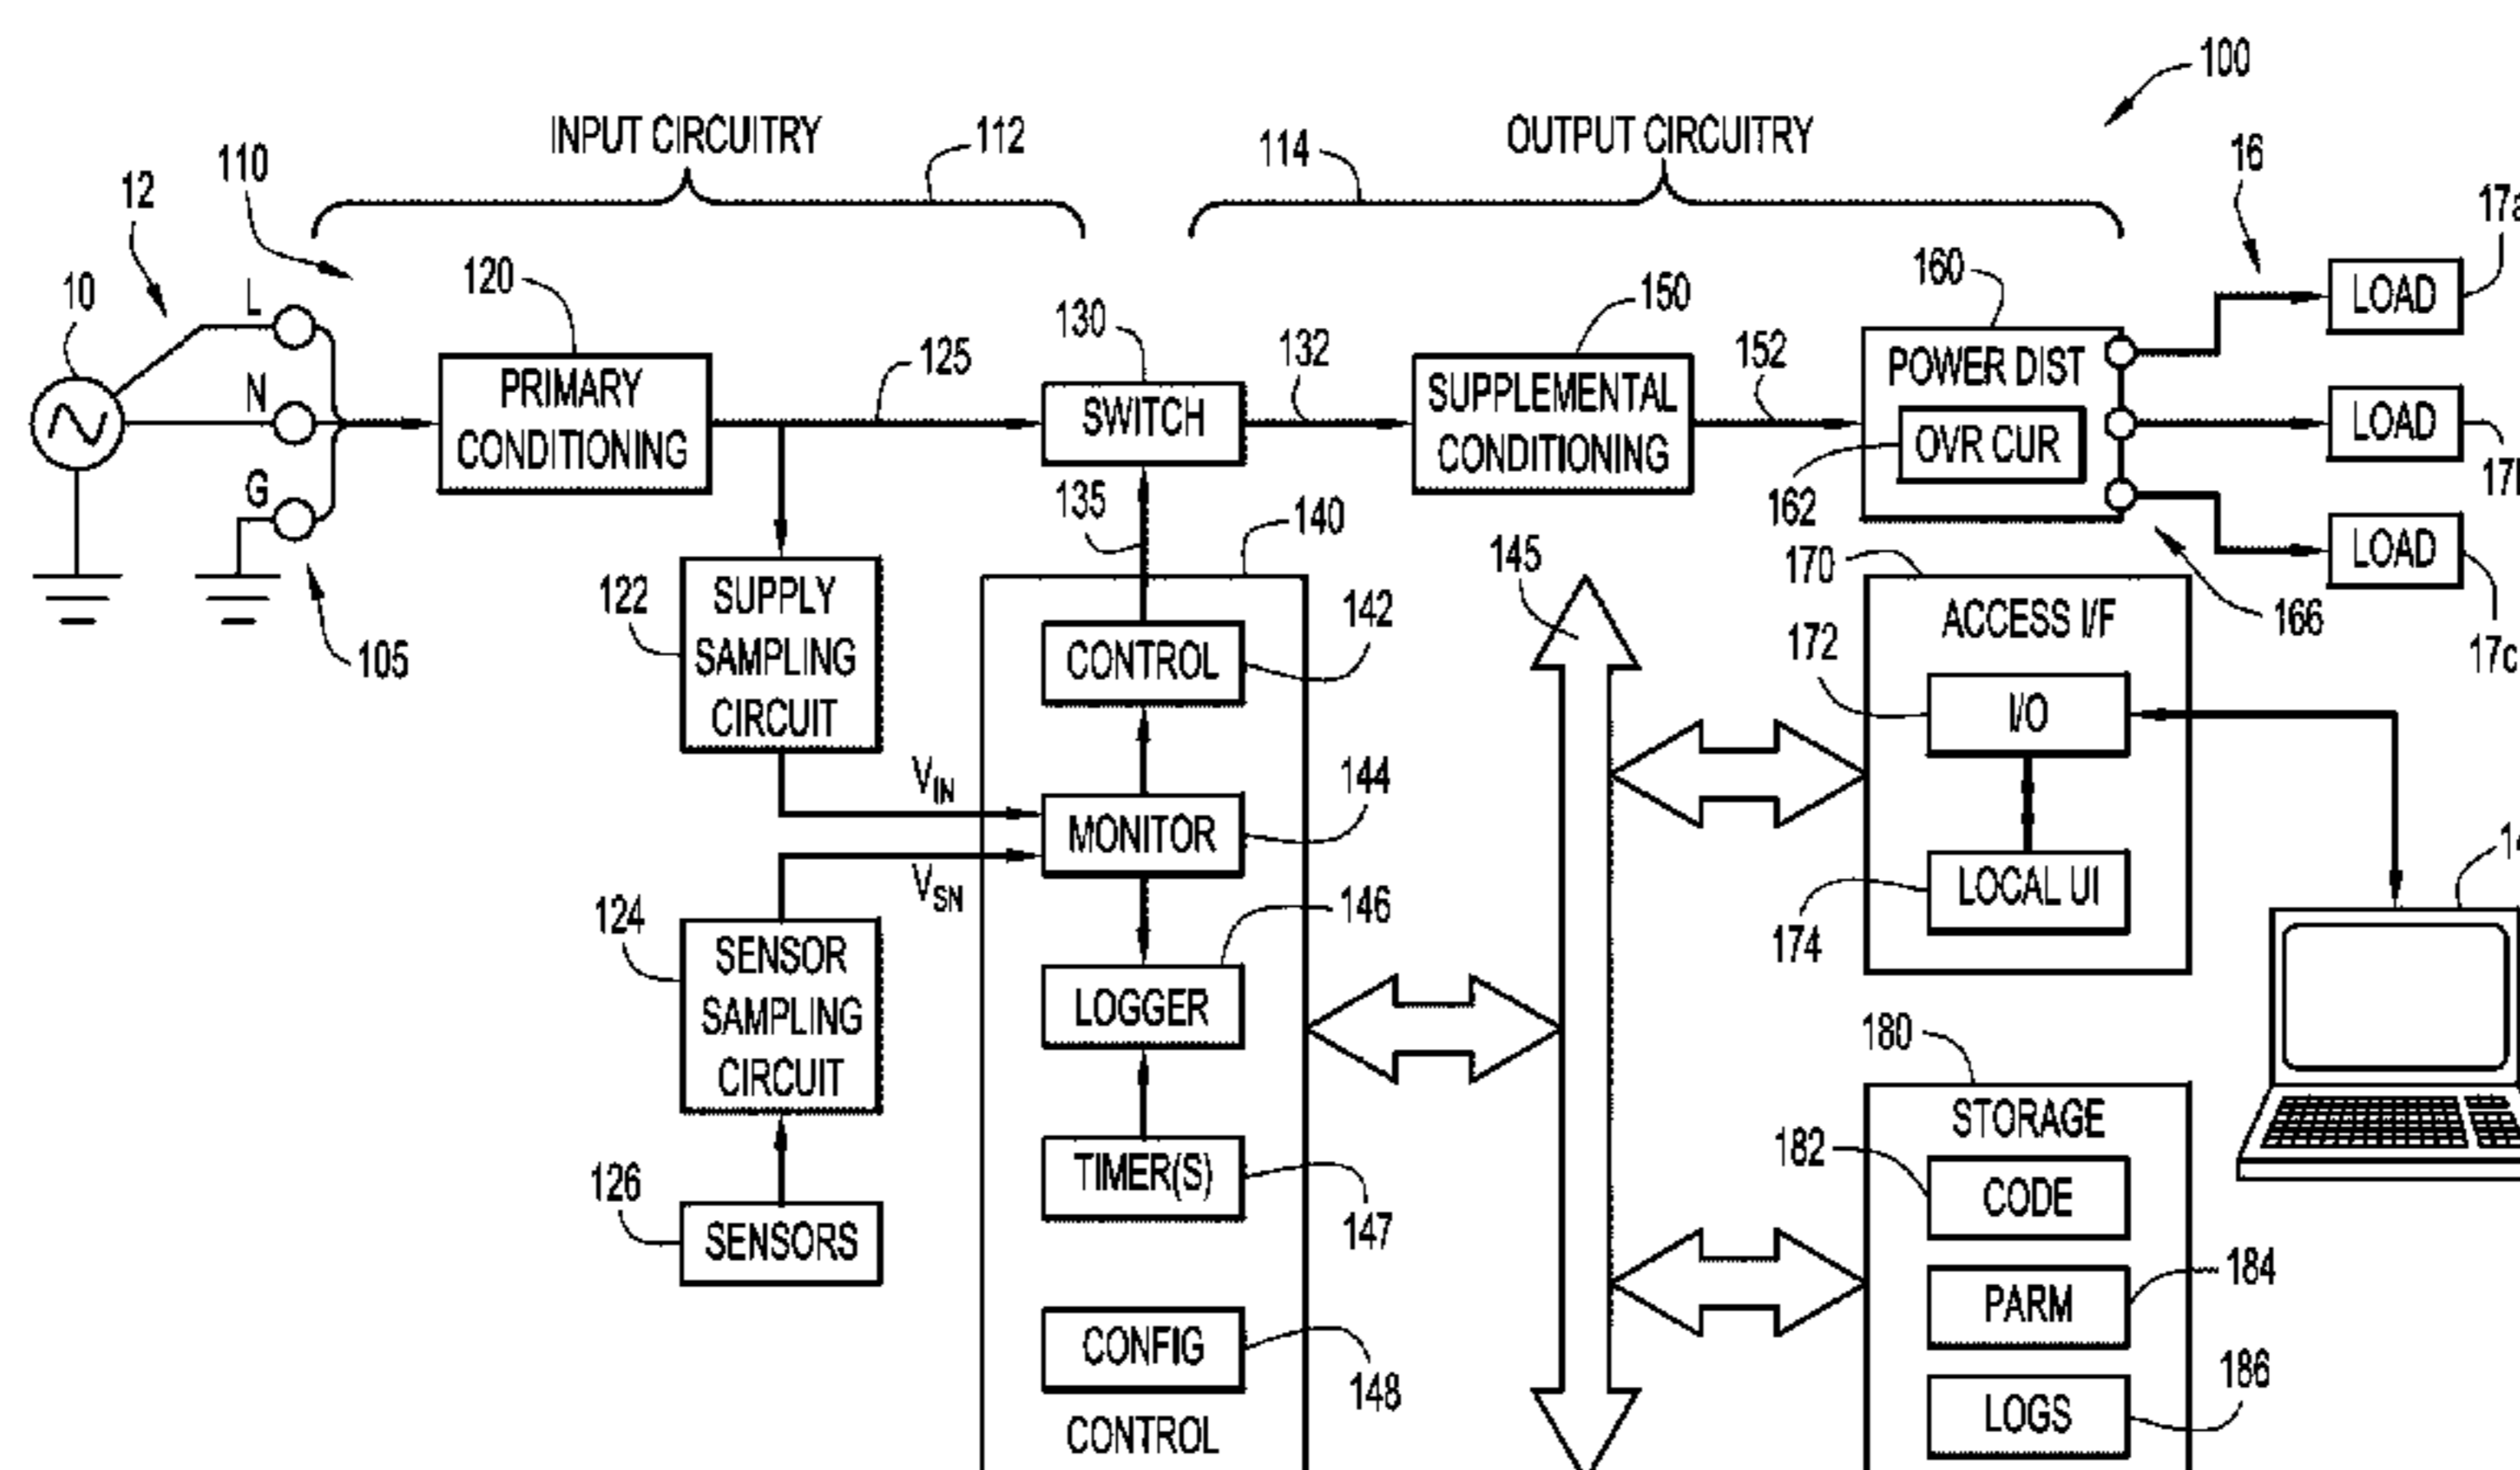 100
INPUT CIRCUITRY
112
114
OUTPUT CIRCUITRY
110
12
16
10
L
N
G
105
120
PRIMARY
CONDITIONING
125
130
SWITCH
132
135
150
SUPPLEMENTAL
CONDITIONING
152
160
POWER DIST
OVR CUR
162
166
LOAD
LOAD
17c
LOAD
122
SUPPLY
SAMPLING
CIRCUIT
VIN
VSN
124
SENSOR
SAMPLING
CIRCUIT
126
SENSORS
140
142
CONTROL
144
MONITOR
146
LOGGER
TIMER(S)
147
CONFIG
148
CONTROL
145
170
ACCESS I/F
172
I/O
LOCAL UI
174
180
STORAGE
182
CODE
PARM
184
LOGS
186